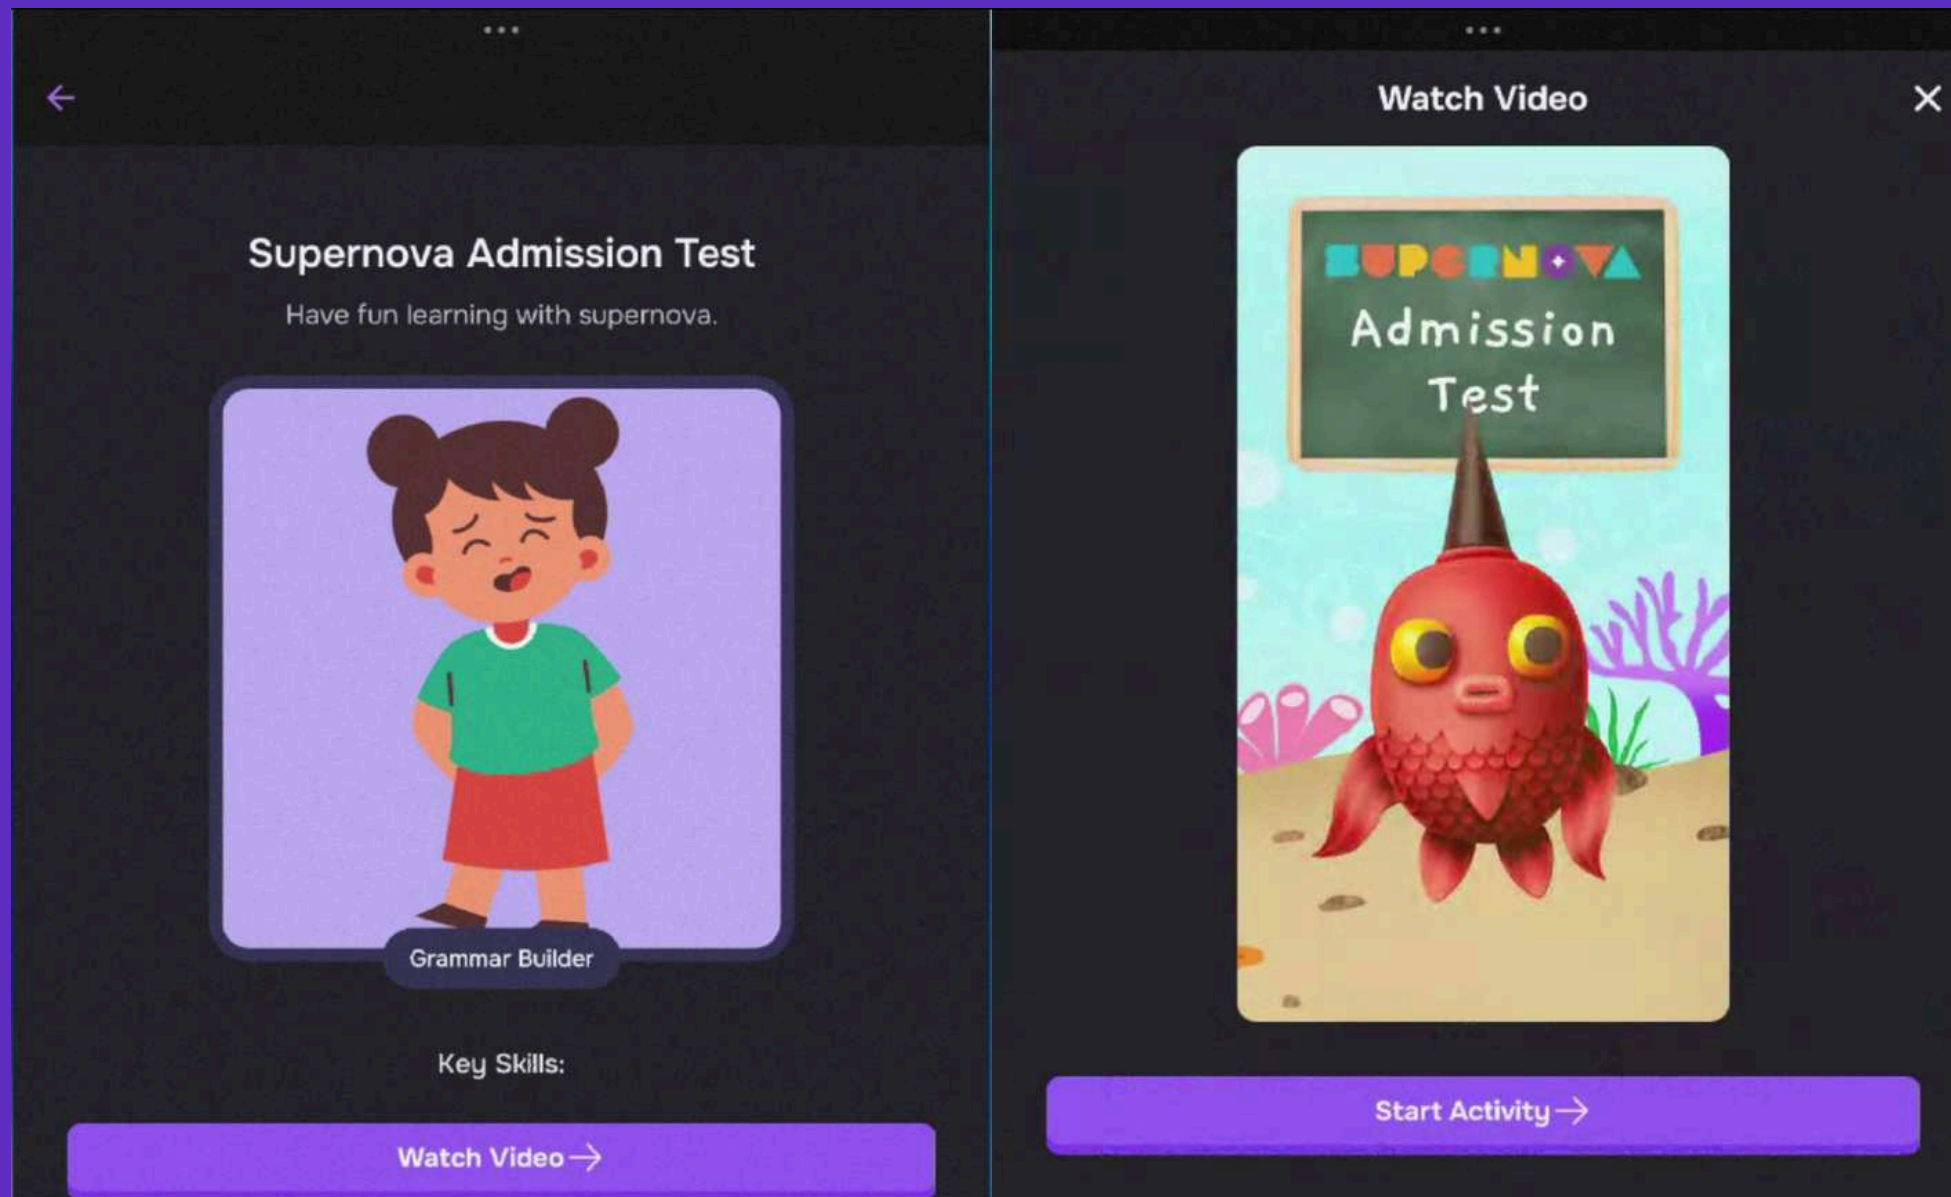 Supernova Admission Test
Have fun learning with supernova.
Grammar Builder
Key Skills:
Watch Video
Watch Video
SUPERNOVA
Admission
Test
Start Activity